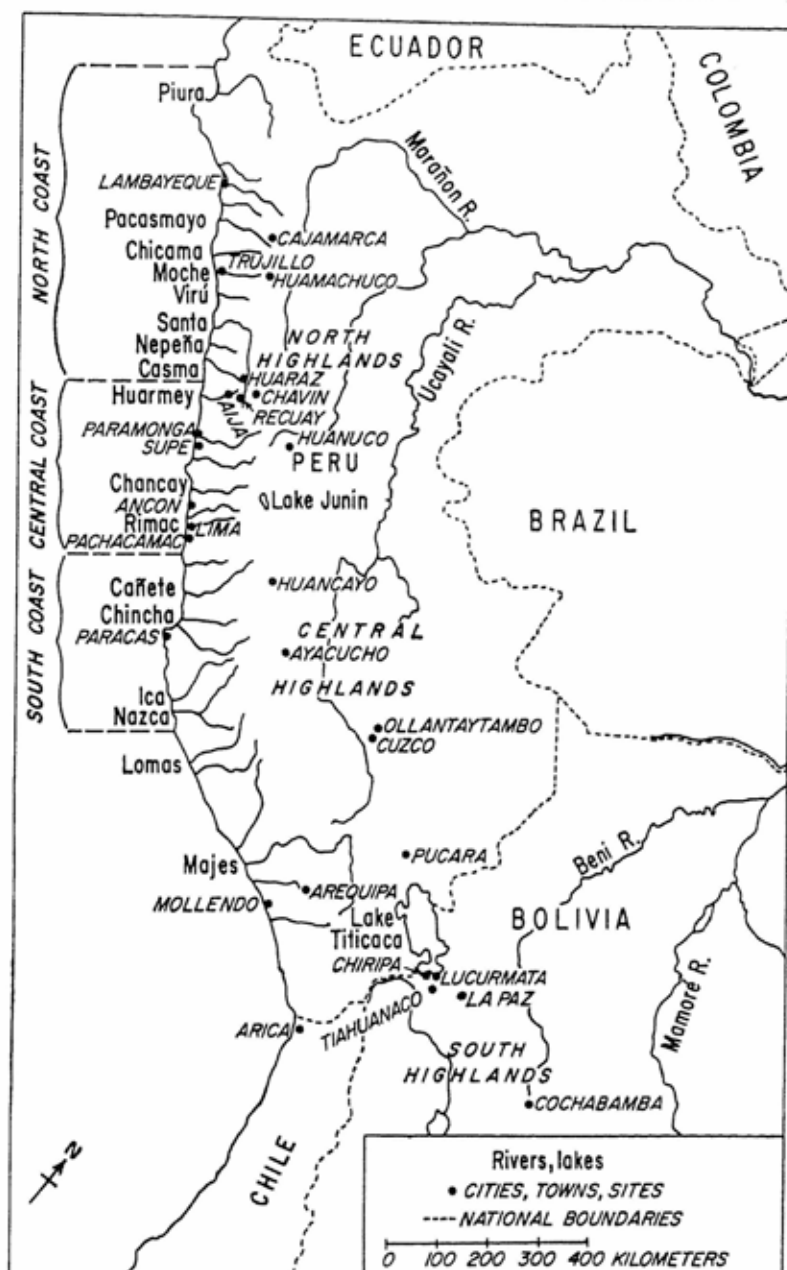 ECUADOR
COLOMBIA
Piura
Marañon R.
NORTH COAST
LAMBAYEQUE
Pacasmayo
CAJAMARCA
Chicama
TRUJILLO
Moche
HUAMACHUCO
Virú
Santa
NORTH
Nepeña
HIGHLANDS
Ucayali R.
Casma
HUARAZ
CENTRAL COAST
Huarmey
CHAVIN
AIJA
RECUAY
PARAMONGA
HUANUCO
SUPE
PERU
Chancay
Lake Junin
ANCON
BRAZIL
Rimac
LIMA
PACHACAMAC
SOUTH COAST
HUANCAYO
Cañete
Chincha
CENTRAL
PARACAS
AYACUCHO
HIGHLANDS
Ica
Nazca
OLLANTAYTAMBO
CUZCO
Lomas
PUCARA
Beni R.
Majes
AREQUIPA
MOLLENDO
Lake
Titicaca
BOLIVIA
CHIRIPA
LUCURMATA
LA PAZ
TIAHUANACO
Mamoré R.
ARICA
SOUTH
HIGHLANDS
COCHABAMBA
CHILE
N
Rivers, lakes
CITIES, TOWNS, SITES
NATIONAL BOUNDARIES
0 100 200 300 400 KILOMETERS